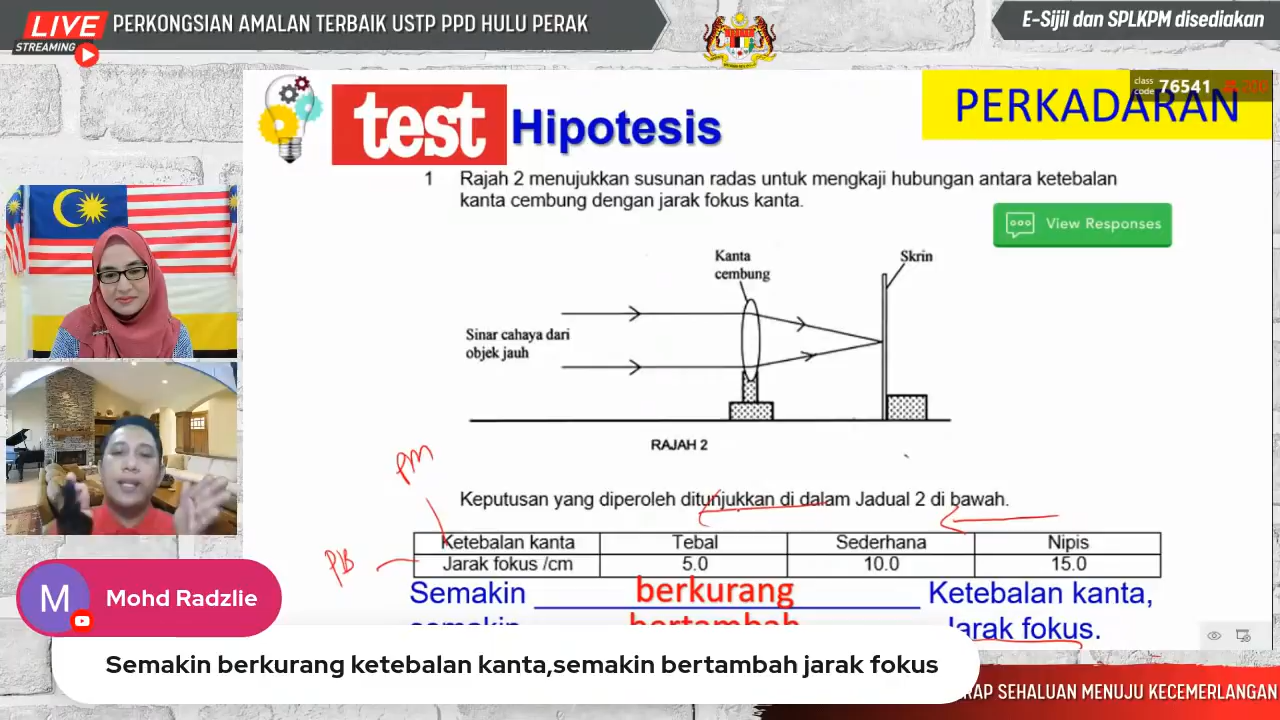 LIVE
STREAMING
PERKONGSIAN AMALAN TERBAIK USTP PPD HULU PERAK
E-Sijil dan SPLKPM disediakan
test
Hipotesis
PERKADARAN
class code 76541
1 Rajah 2 menujukkan susunan radas untuk mengkaji hubungan antara ketebalan
kanta cembung dengan jarak fokus kanta.
View Responses
Kanta
cembung
Skrin
Sinar cahaya dari
objek jauh
RAJAH 2
PM
Keputusan yang diperoleh ditunjukkan di dalam Jadual 2 di bawah.
PB
Ketebalan kanta Tebal Sederhana Nipis
Jarak fokus /cm 5.0 10.0 15.0
Semakin berkurang Ketebalan kanta,
semakin bertambah Jarak fokus.
M Mohd Radzlie
Semakin berkurang ketebalan kanta,semakin bertambah jarak fokus
SEHALUAN MENUJU KECEMERLANGAN